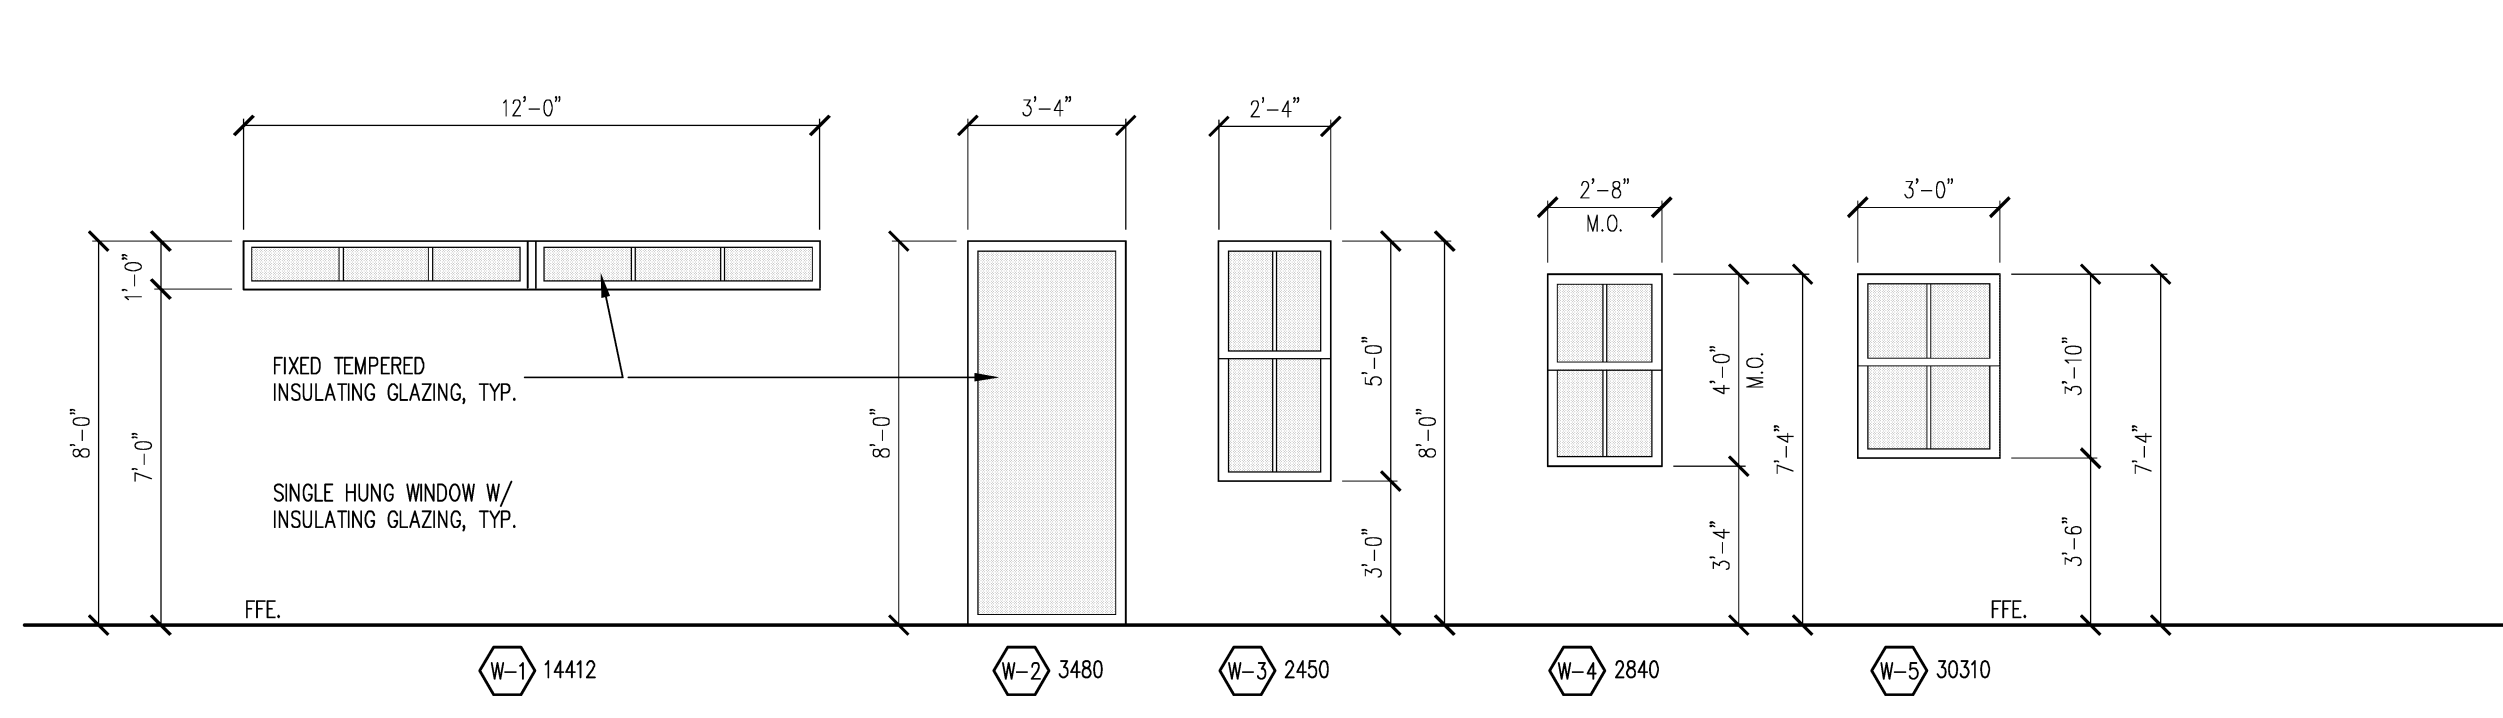 12'-0"
3'-4"
2'-4"
2'-8"
M.O.
3'-0"
8'-0"
1'-0"
7'-0"
FIXED TEMPERED
INSULATING GLAZING, TYP.
SINGLE HUNG WINDOW W/
INSULATING GLAZING, TYP.
8'-0"
5'-0"
3'-0"
8'-0"
4'-0"
M.O.
3'-4"
7'-4"
3'-10"
3'-6"
7'-4"
FFE.
FFE.
W-1 14412
W-2 3480
W-3 2450
W-4 2840
W-5 30310